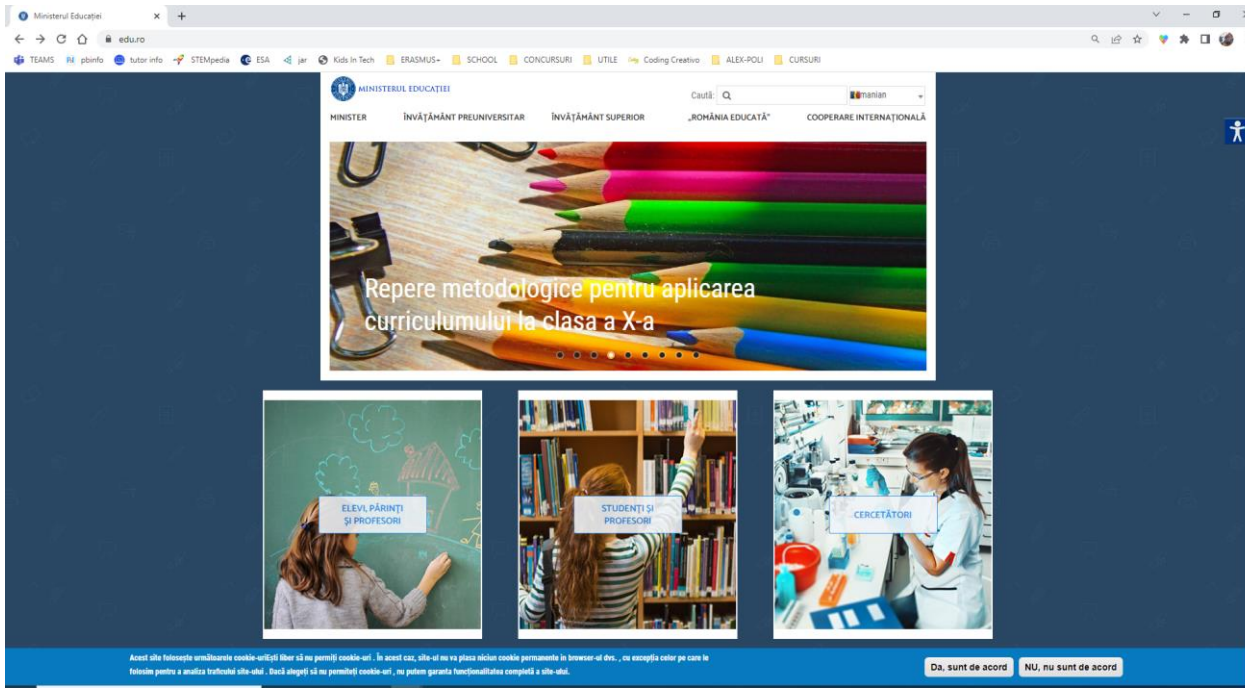 Ministerul Educației
edu.ro
TEAMS pbinfo tutor info STEMpedia ESA jar Kids In Tech ERASMUS+ SCHOOL CONCURSURI UTILE Coding Creativo ALEX-POLI CURSURI
MINISTERUL EDUCAȚIEI
Caută:
MINISTER ÎNVĂȚĂMÂNT PREUNIVERSITAR ÎNVĂȚĂMÂNT SUPERIOR „ROMÂNIA EDUCATĂ” COOPERARE INTERNAȚIONALĂ
Repere metodologice pentru aplicarea
curriculumului la clasa a X-a
ELEVI, PĂRINȚI
ȘI PROFESORI
STUDENȚI ȘI
PROFESORI
CERCETĂTORI
Acest site folosește următoarele cookie-uriEști liber să nu permiți cookie-uri . În acest caz, site-ul nu va plasa niciun cookie permanente in browser-ul dvs. , cu excepția celor pe care le
folosim pentru a analiza traficului site-ului . Dacă alegeți să nu permiteți cookie-uri , nu putem garanta funcționalitatea completă a site-ului.
Da, sunt de acord
NU, nu sunt de acord